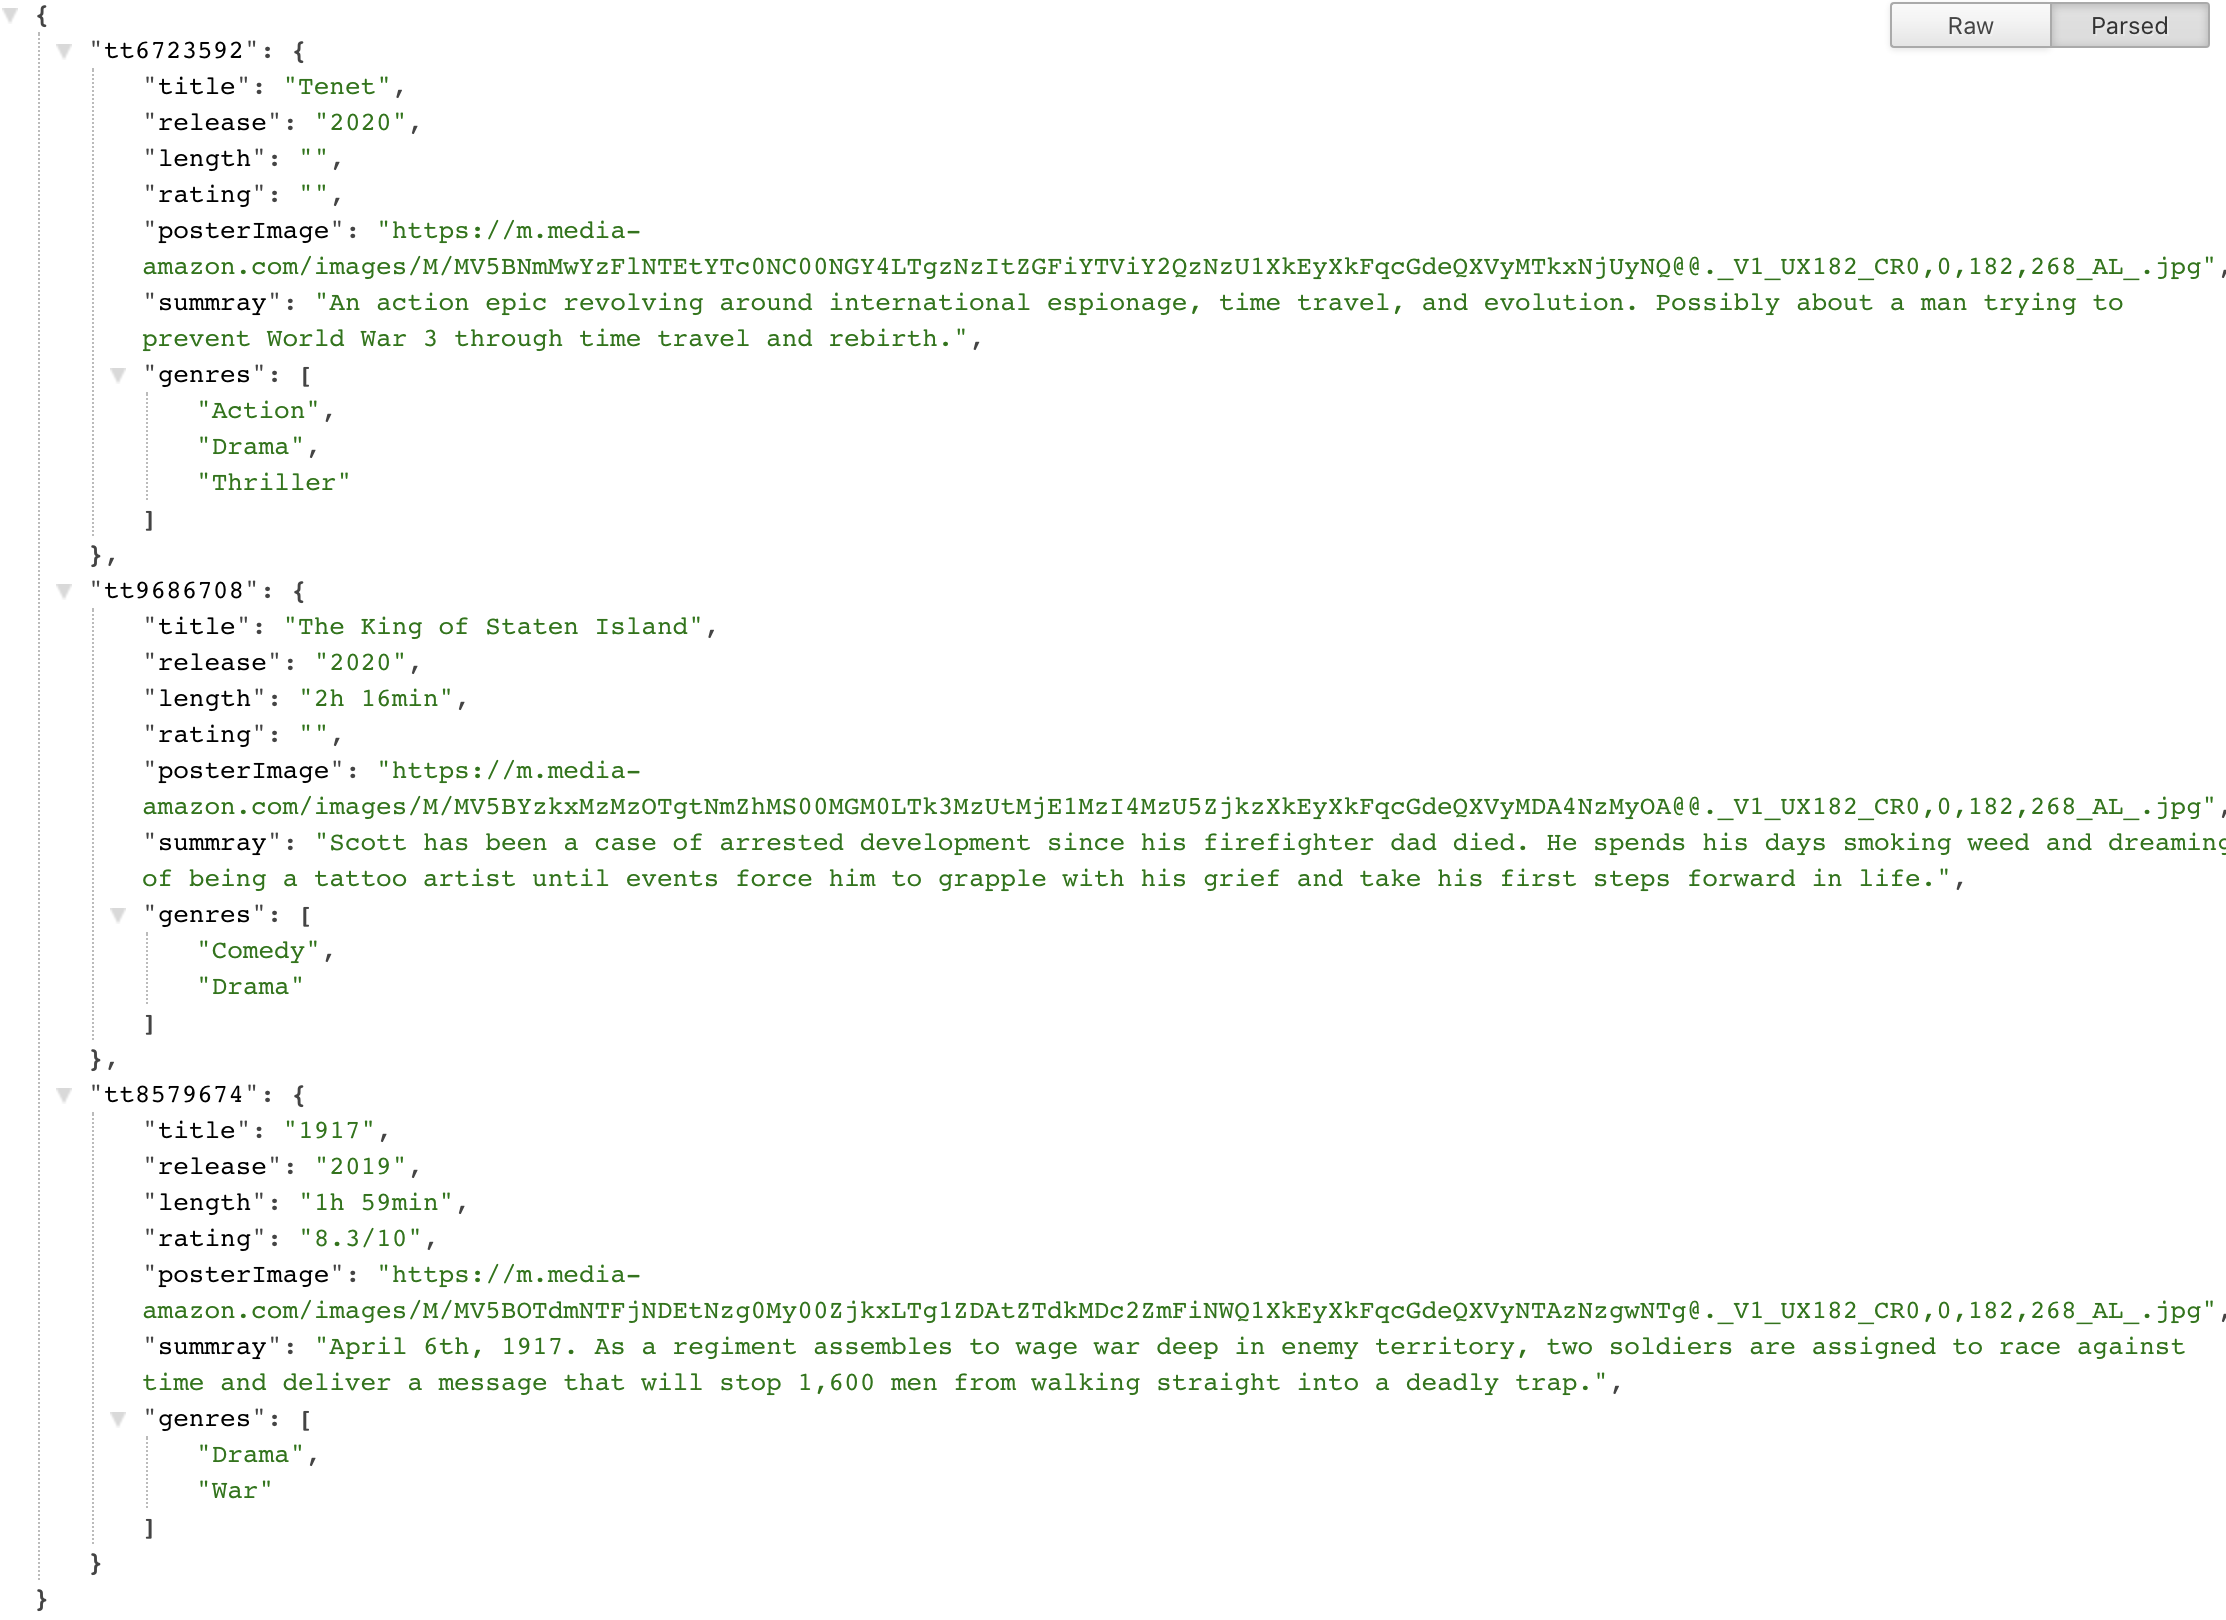 {
Raw Parsed
"tt6723592": {
"title": "Tenet",
"release": "2020",
"length": "",
"rating": "",
"posterImage": "https://m.media-
amazon.com/images/M/MV5BNmMwYzFlNTEtYTc0NC00NGY4LTgzNzItZGFiYTViY2QzNzU1XkEyXkFqcGdeQXVyMTkxNjUyNQ@@._V1_UX182_CR0,0,182,268_AL_.jpg",
"summray": "An action epic revolving around international espionage, time travel, and evolution. Possibly about a man trying to
prevent World War 3 through time travel and rebirth.",
"genres": [
"Action",
"Drama",
"Thriller"
]
},
"tt9686708": {
"title": "The King of Staten Island",
"release": "2020",
"length": "2h 16min",
"rating": "",
"posterImage": "https://m.media-
amazon.com/images/M/MV5BYzkxMzMzOTgtNmZhMS00MGM0LTk3MzUtMjE1MzI4MzU5ZjkzXkEyXkFqcGdeQXVyMDA4NzMyOA@@._V1_UX182_CR0,0,182,268_AL_.jpg",
"summray": "Scott has been a case of arrested development since his firefighter dad died. He spends his days smoking weed and dreaming
of being a tattoo artist until events force him to grapple with his grief and take his first steps forward in life.",
"genres": [
"Comedy",
"Drama"
]
},
"tt8579674": {
"title": "1917",
"release": "2019",
"length": "1h 59min",
"rating": "8.3/10",
"posterImage": "https://m.media-
amazon.com/images/M/MV5BOTdmNTFjNDEtNzg0My00ZjkxLTg1ZDAtZTdkMDc2ZmFiNWQ1XkEyXkFqcGdeQXVyNTAzNzgwNTg@._V1_UX182_CR0,0,182,268_AL_.jpg",
"summray": "April 6th, 1917. As a regiment assembles to wage war deep in enemy territory, two soldiers are assigned to race against
time and deliver a message that will stop 1,600 men from walking straight into a deadly trap.",
"genres": [
"Drama",
"War"
]
}
}